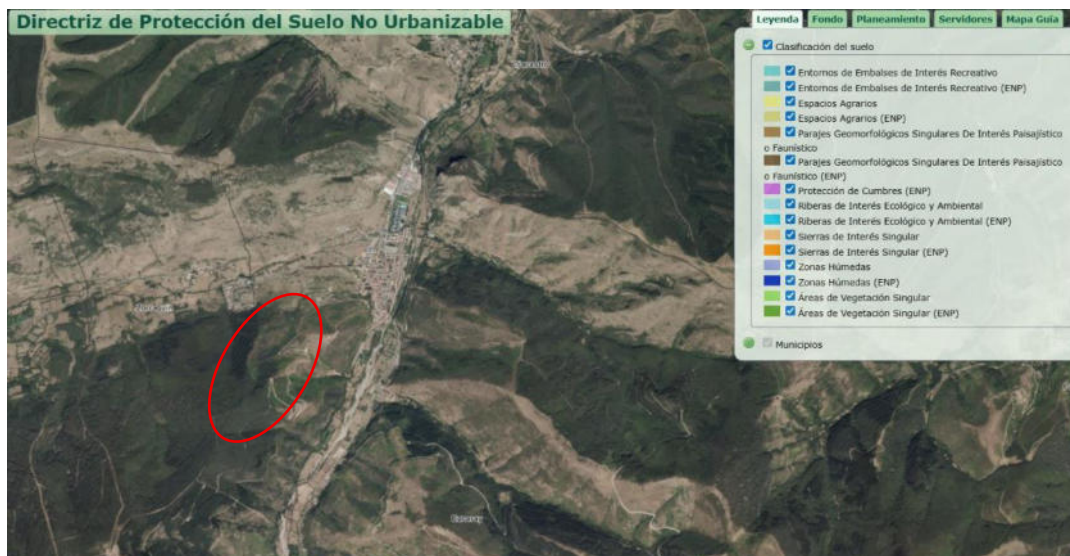 Directriz de Protección del Suelo No Urbanizable
Leyenda Fondo Planeamiento Servidores Mapa Guía
Clasificación del suelo
Entornos de Embalses de Interés Recreativo
Entornos de Embalses de Interés Recreativo (ENP)
Espacios Agrarios
Espacios Agrarios (ENP)
Parajes Geomorfológicos Singulares De Interés Paisajístico
o Faunístico
Parajes Geomorfológicos Singulares De Interés Paisajístico
o Faunístico (ENP)
Protección de Cumbres (ENP)
Riberas de Interés Ecológico y Ambiental
Riberas de Interés Ecológico y Ambiental (ENP)
Sierras de Interés Singular
Sierras de Interés Singular (ENP)
Zonas Húmedas
Zonas Húmedas (ENP)
Áreas de Vegetación Singular
Áreas de Vegetación Singular (ENP)
Municipios